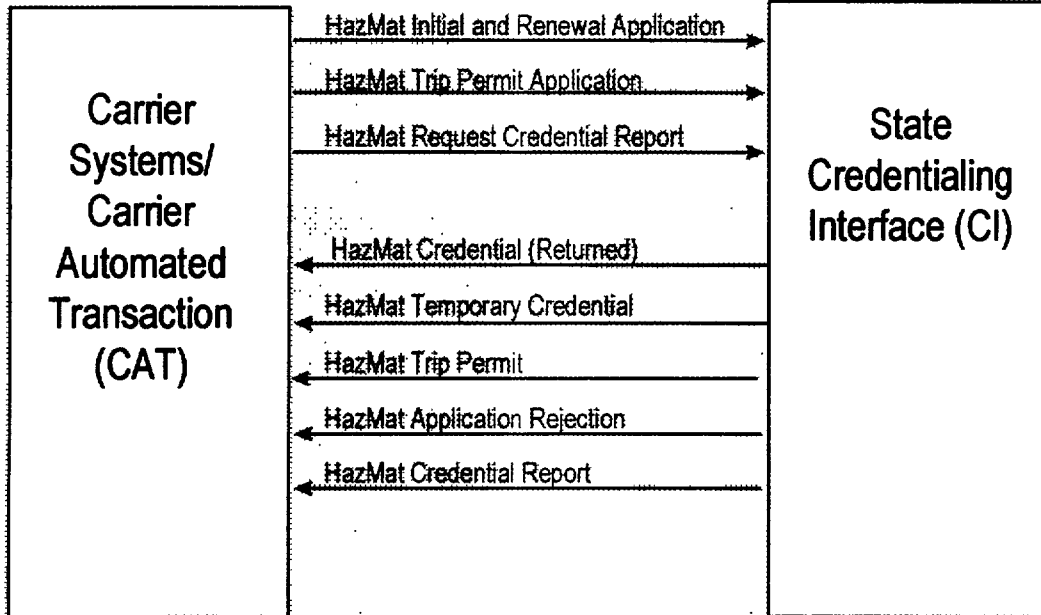 HazMat Initial and Renewal Application
HazMat Trip Permit Application
HazMat Request Credential Report
Carrier
Systems/
Carrier
Automated
Transaction
(CAT)
State
Credentialing
Interface (CI)
HazMat Credential (Returned)
HazMat Temporary Credential
HazMat Trip Permit
HazMat Application Rejection
HazMat Credential Report